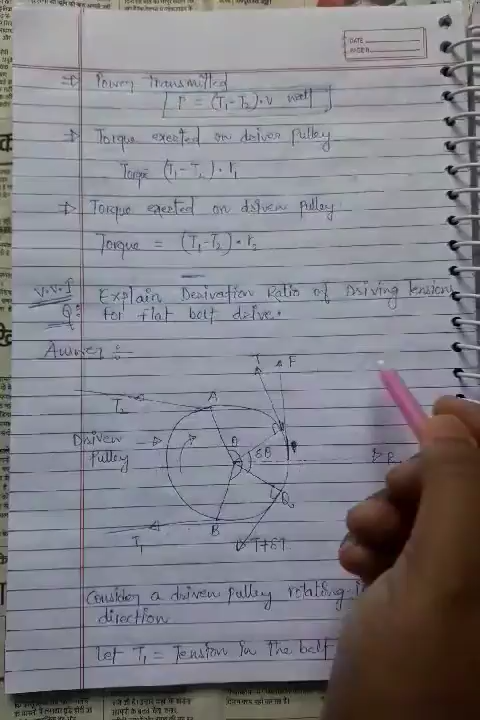 DATE
⇒ Power Transmitted
[ P = (T₁-T₂)·v watt ]
⇒ Torque exerted on driver Pulley
Torque (T₁-T₂)·r₁
⇒ Torque exerted on driven pulley
Torque = (T₁-T₂)·r₂
V.V.I
Q: Explain Derivation Ratio of Driving tensions
for flat belt drive.
Answer:-
T F
T₂ A
Driven
pulley
θ δθ
Q
B
T₁ T+δT
R
Consider a driven pulley rotating
direction
let T₁ = Tension in the belt